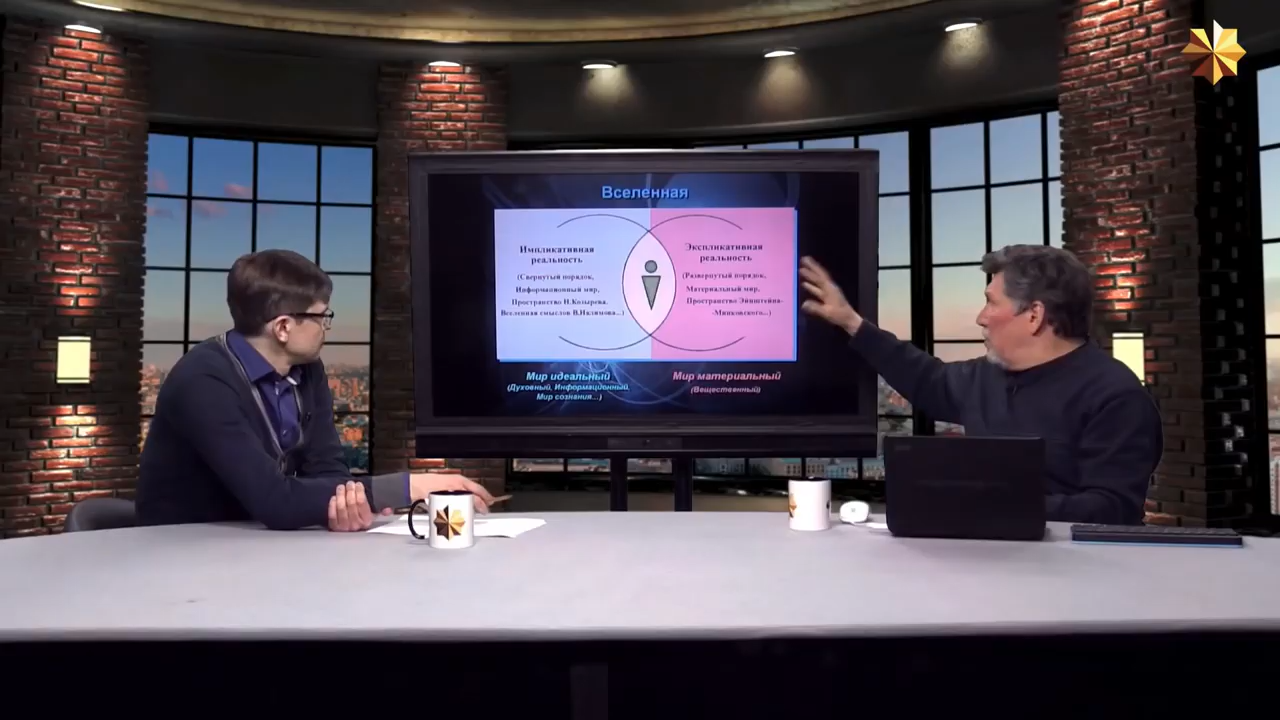 Вселенная
Импликативная
реальность
(Свернутый порядок,
Информационный мир,
Пространство Н.Козырева,
Вселенная смыслов В.Налимова...)
Экспликативная
реальность
(Развернутый порядок,
Материальный мир,
Пространство Эйнштейна-
-Минковского...)
Мир идеальный
(Духовный, Информационный,
Мир сознания...)
Мир материальный
(Вещественный)